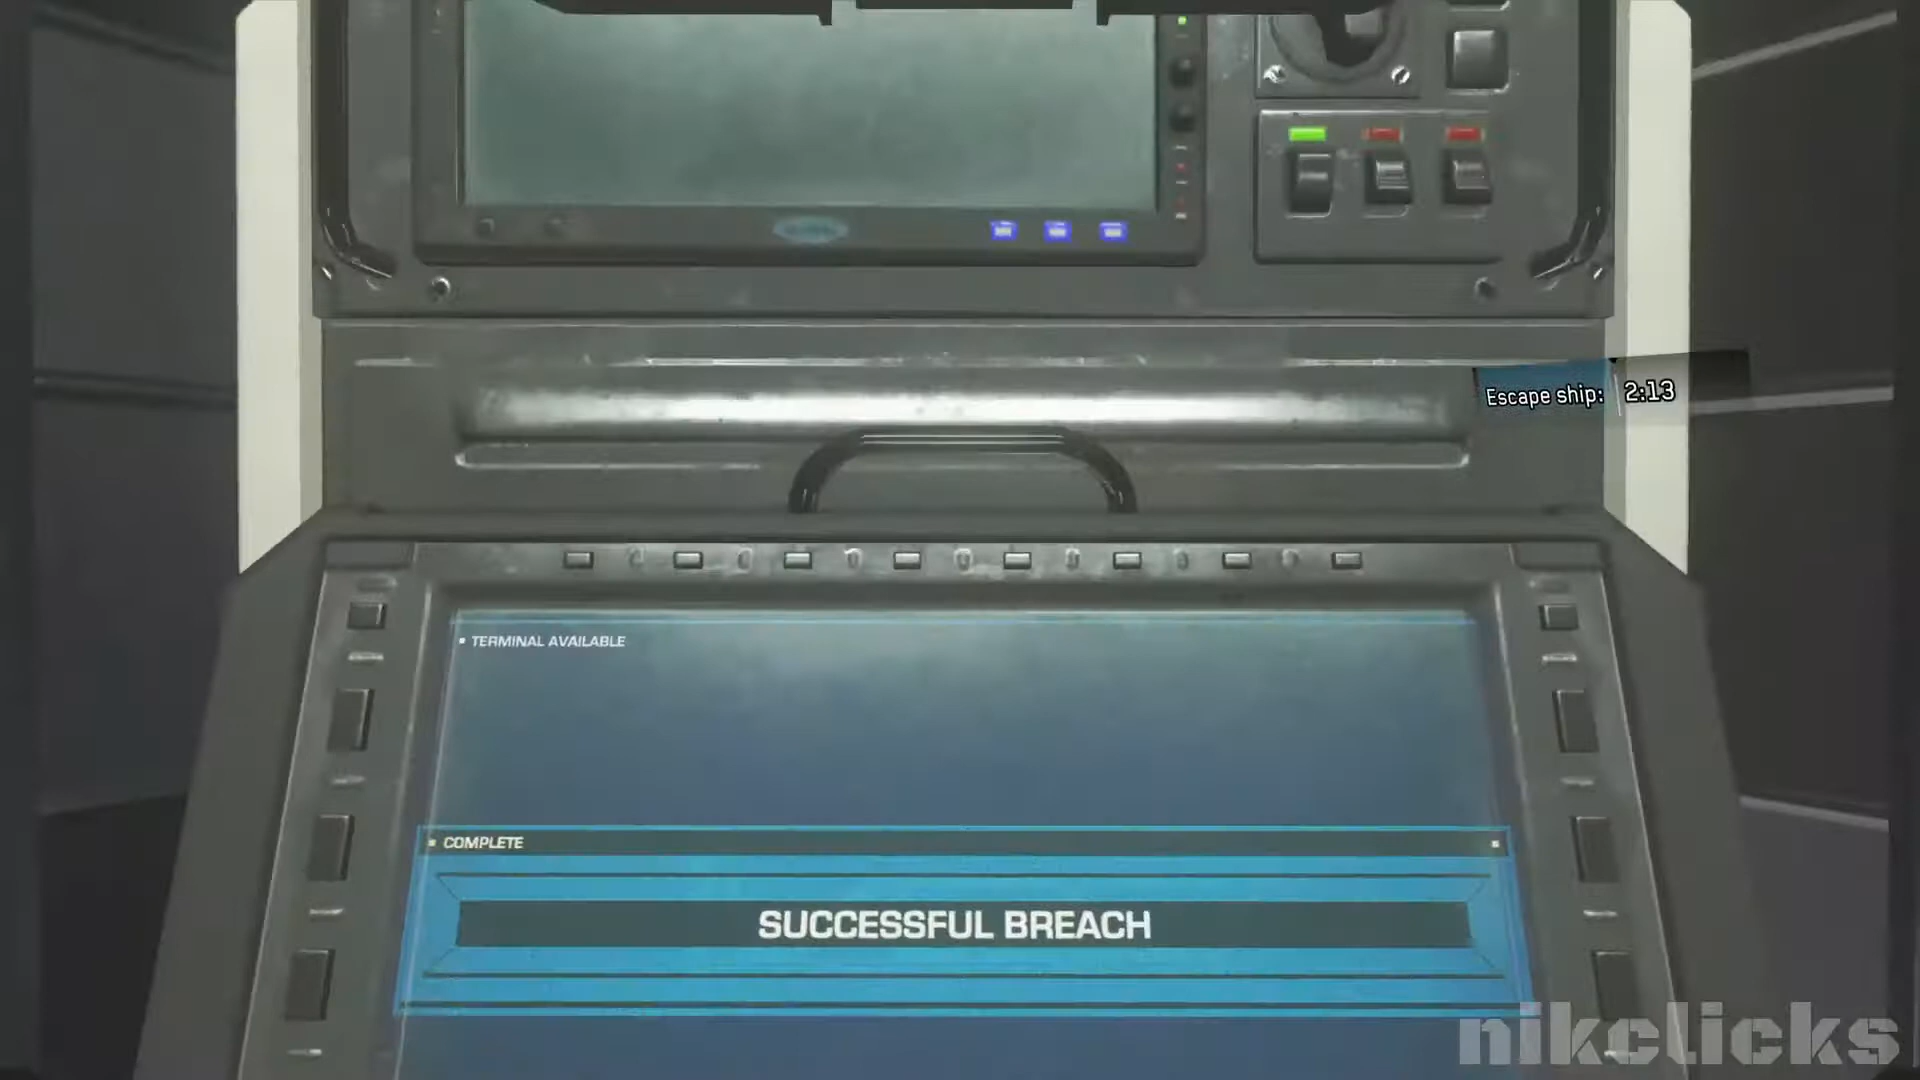 Escape ship: 2:13
TERMINAL AVAILABLE
COMPLETE
SUCCESSFUL BREACH
nikclicks